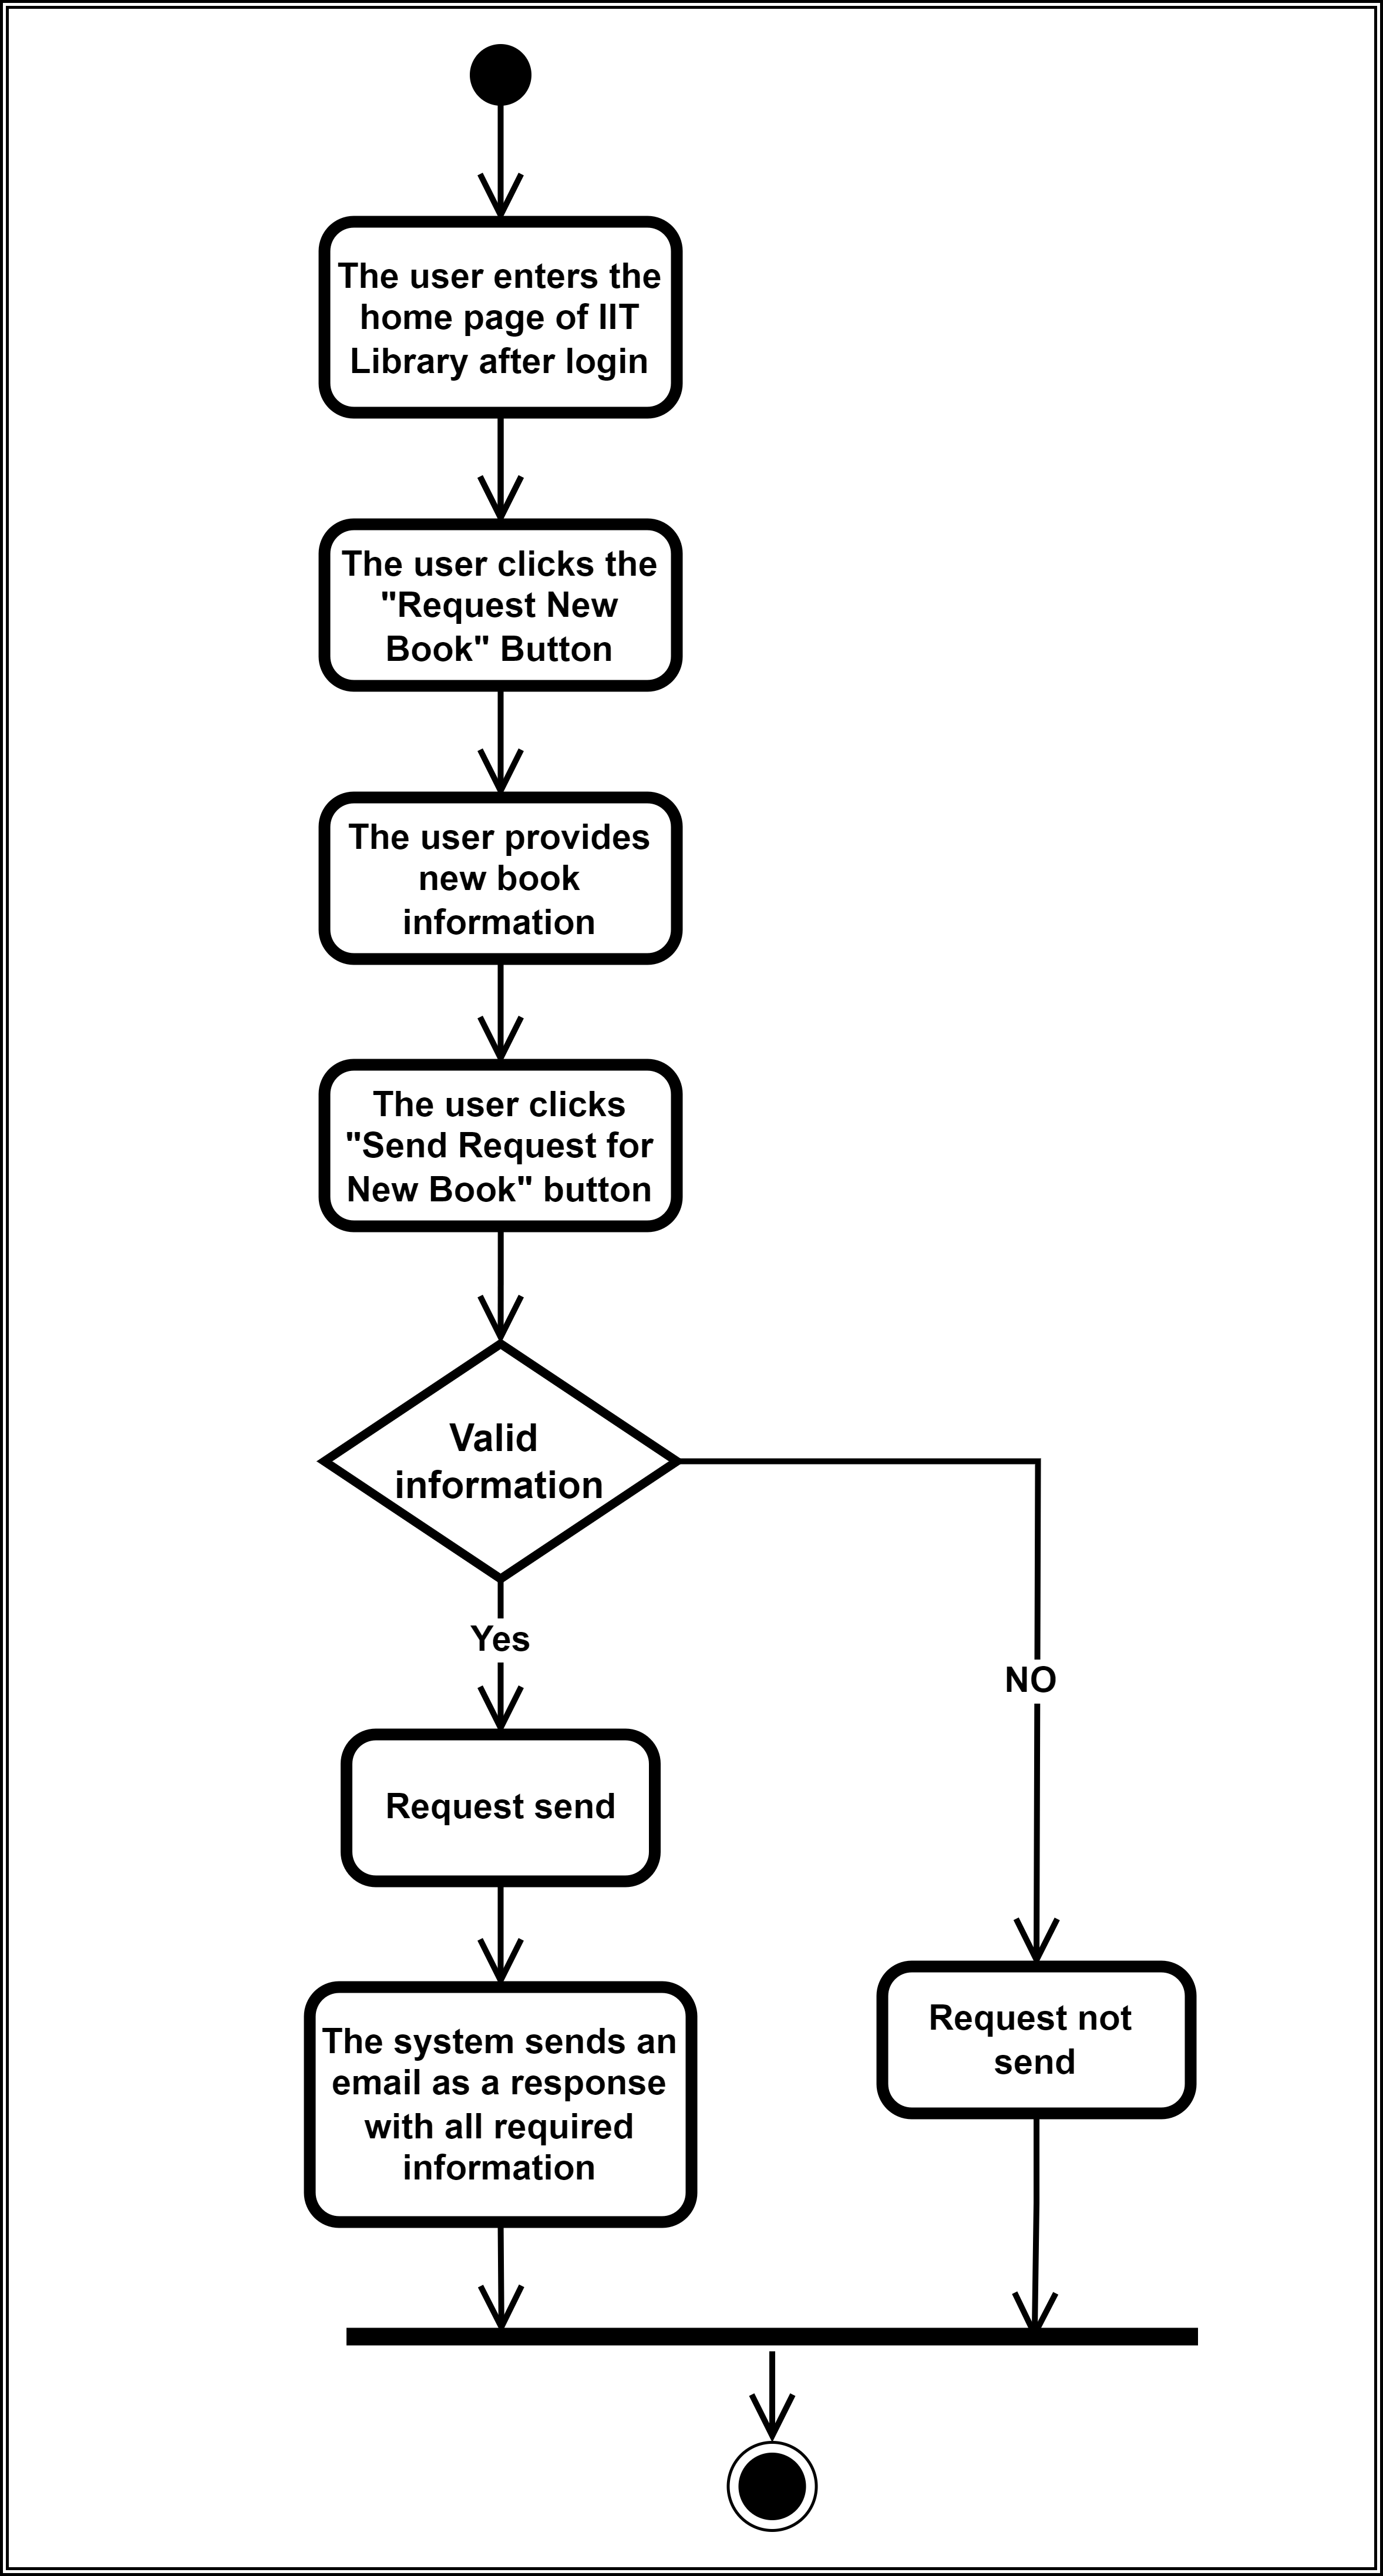 The user enters the
home page of IIT
Library after login
The user clicks the
"Request New
Book" Button
The user provides
new book
information
The user clicks
"Send Request for
New Book" button
Valid
information
Yes
NO
Request send
Request not
send
The system sends an
email as a response
with all required
information